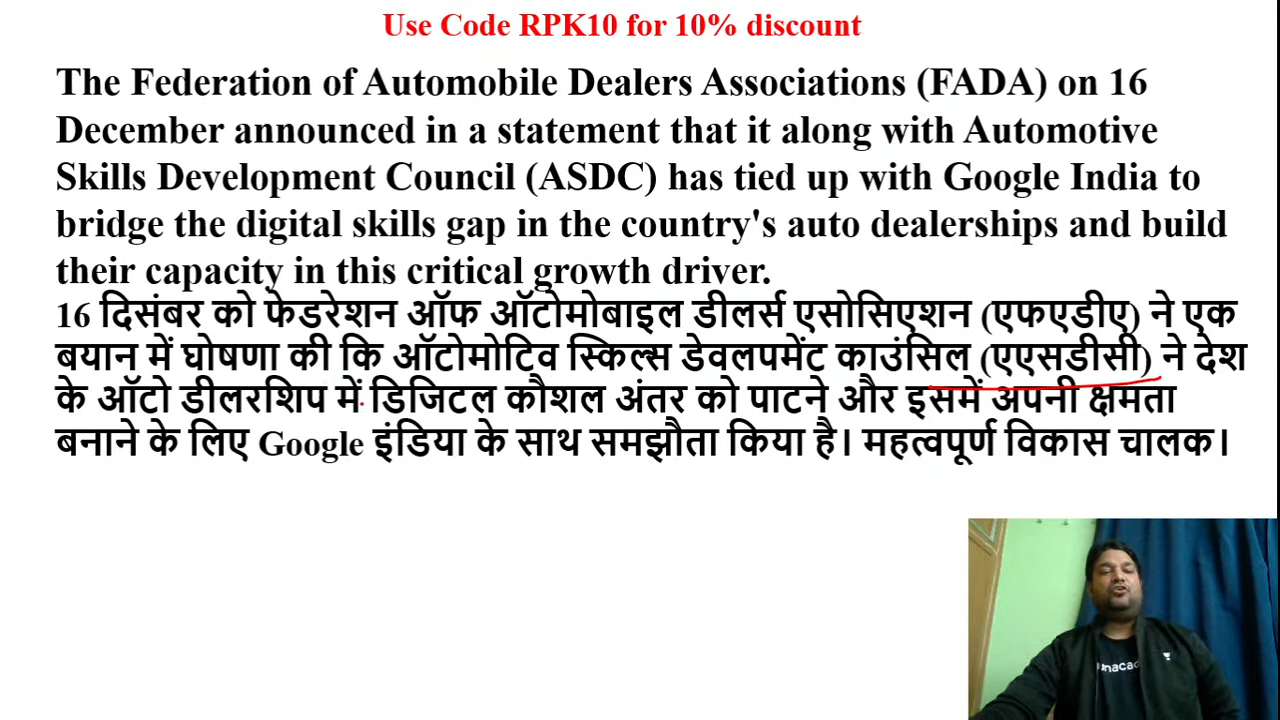 Use Code RPK10 for 10% discount
The Federation of Automobile Dealers Associations (FADA) on 16
December announced in a statement that it along with Automotive
Skills Development Council (ASDC) has tied up with Google India to
bridge the digital skills gap in the country's auto dealerships and build
their capacity in this critical growth driver.
16 दिसंबर को फेडरेशन ऑफ ऑटोमोबाइल डीलर्स एसोसिएशन (एफएडीए) ने एक
बयान में घोषणा की कि ऑटोमोटिव स्किल्स डेवलपमेंट काउंसिल (एएसडीसी) ने देश
के ऑटो डीलरशिप में डिजिटल कौशल अंतर को पाटने और इसमें अपनी क्षमता
बनाने के लिए Google इंडिया के साथ समझौता किया है। महत्वपूर्ण विकास चालक।